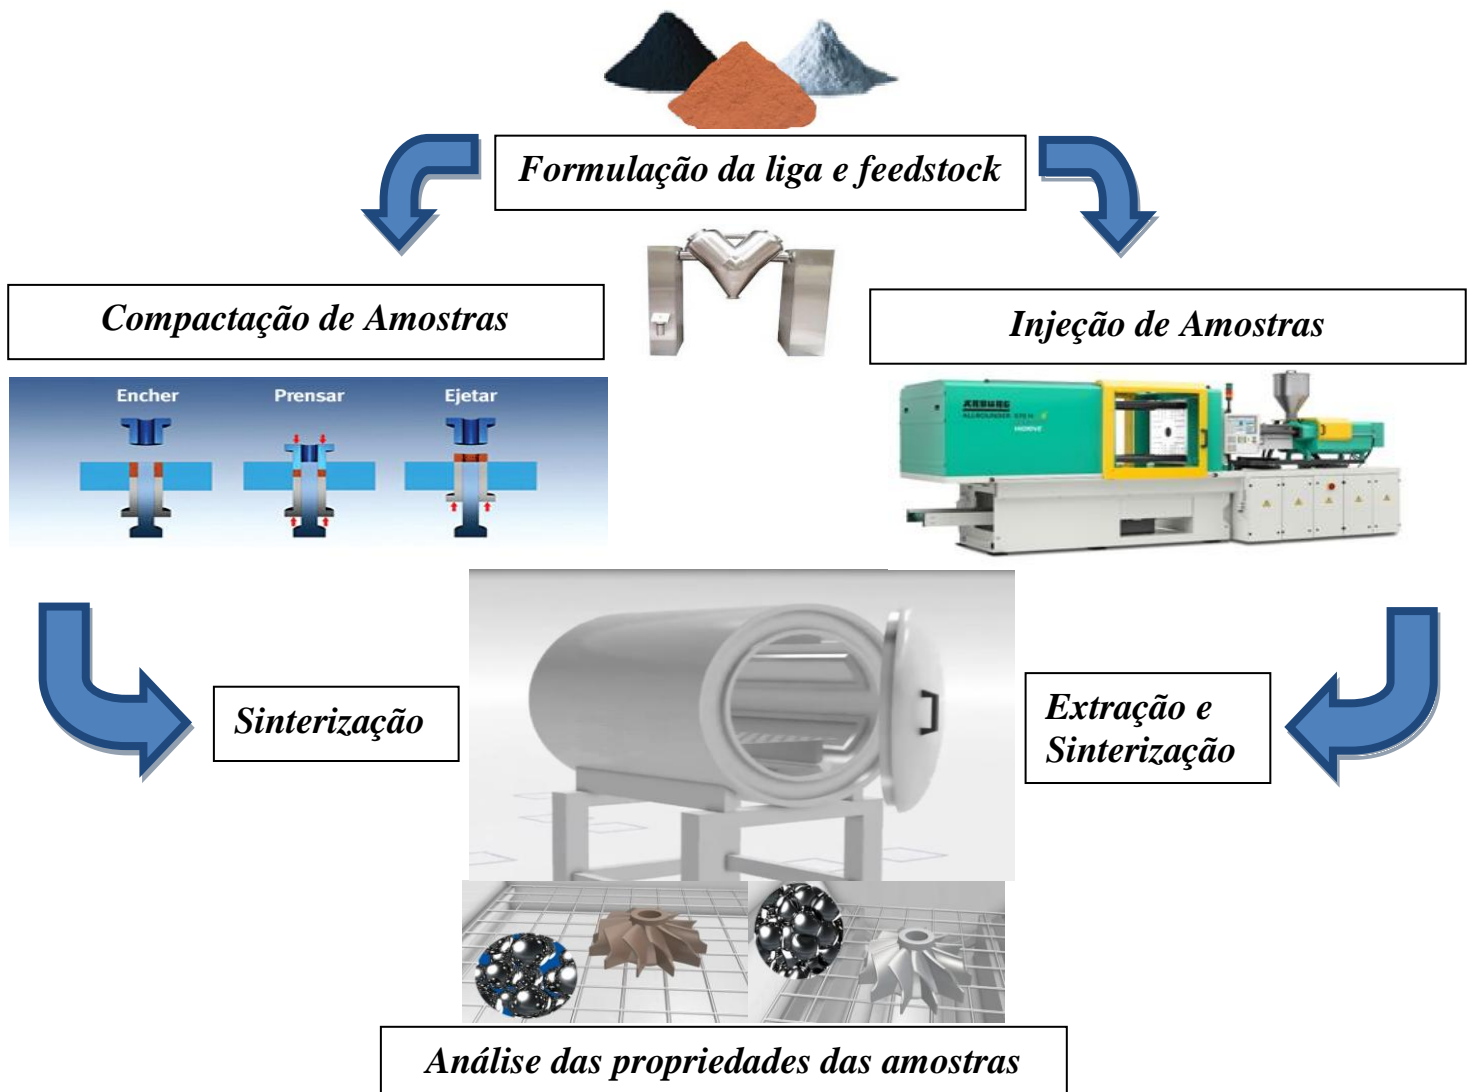 Formulação da liga e feedstock
Compactação de Amostras
Injeção de Amostras
Encher Prensar Ejetar
ARBURG
ALLROUNDER
Sinterização
Extração e
Sinterização
Análise das propriedades das amostras